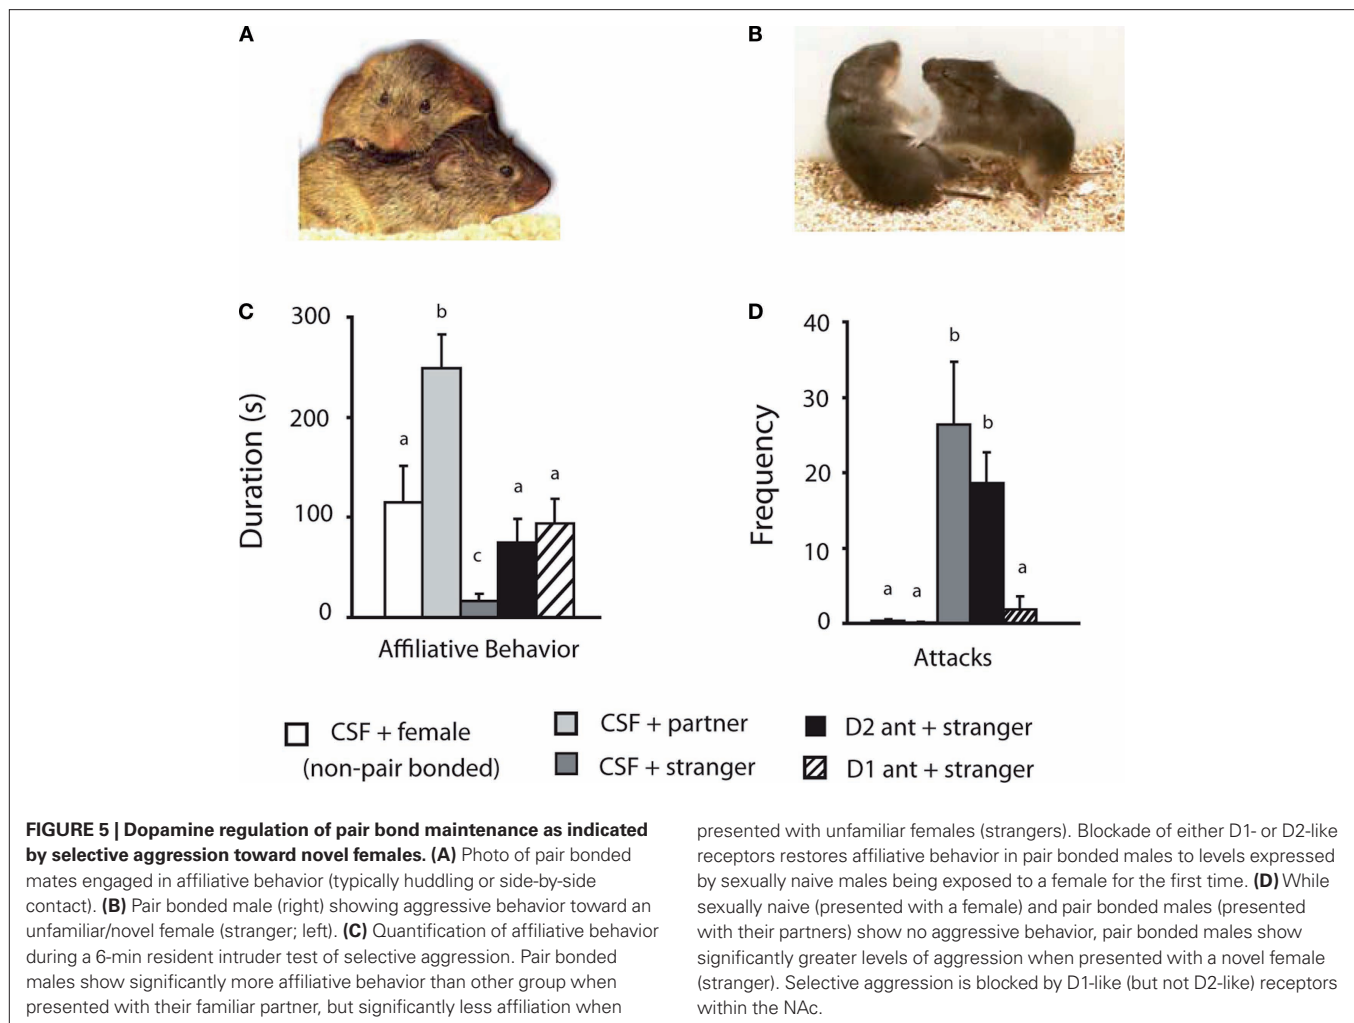 A
B
C
300
200
100
0
Duration (s)
a
b
c
a
a
Affiliative Behavior
D
40
30
20
10
0
Frequency
a
a
b
b
a
Attacks
CSF + female
(non-pair bonded)
CSF + partner
CSF + stranger
D2 ant + stranger
D1 ant + stranger
FIGURE 5 | Dopamine regulation of pair bond maintenance as indicated
by selective aggression toward novel females. (A) Photo of pair bonded
mates engaged in affiliative behavior (typically huddling or side-by-side
contact). (B) Pair bonded male (right) showing aggressive behavior toward an
unfamiliar/novel female (stranger; left). (C) Quantification of affiliative behavior
during a 6-min resident intruder test of selective aggression. Pair bonded
males show significantly more affiliative behavior than other group when
presented with their familiar partner, but significantly less affiliation when
presented with unfamiliar females (strangers). Blockade of either D1- or D2-like
receptors restores affiliative behavior in pair bonded males to levels expressed
by sexually naive males being exposed to a female for the first time. (D) While
sexually naive (presented with a female) and pair bonded males (presented
with their partners) show no aggressive behavior, pair bonded males show
significantly greater levels of aggression when presented with a novel female
(stranger). Selective aggression is blocked by D1-like (but not D2-like) receptors
within the NAc.